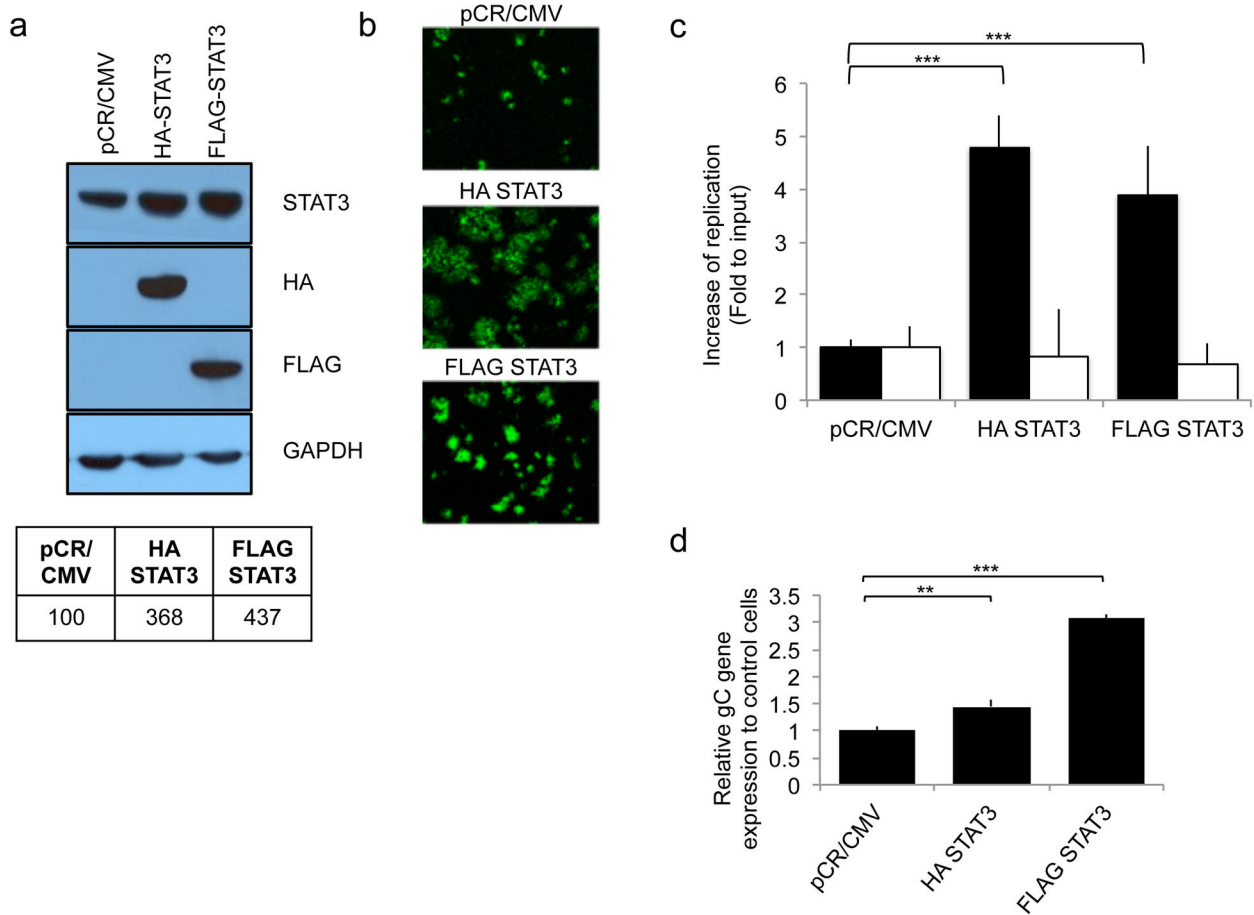 a
pCR/CMV
HA-STAT3
FLAG-STAT3
STAT3
HA
FLAG
GAPDH
pCR/
CMV
HA
STAT3
FLAG
STAT3
100
368
437
b
pCR/CMV
HA STAT3
FLAG STAT3
c
***
***
Increase of replication
(Fold to input)
6
5
4
3
2
1
0
pCR/CMV
HA STAT3
FLAG STAT3
d
***
**
Relative gC gene
expression to control cells
3.5
3
2.5
2
1.5
1
0.5
0
pCR/CMV
HA STAT3
FLAG STAT3